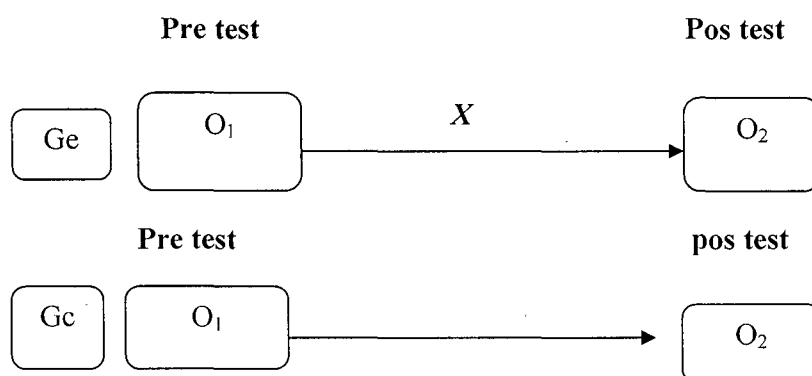 Pre test Pos test
Ge O₁ X O₂
Pre test pos test
Gc O₁ O₂